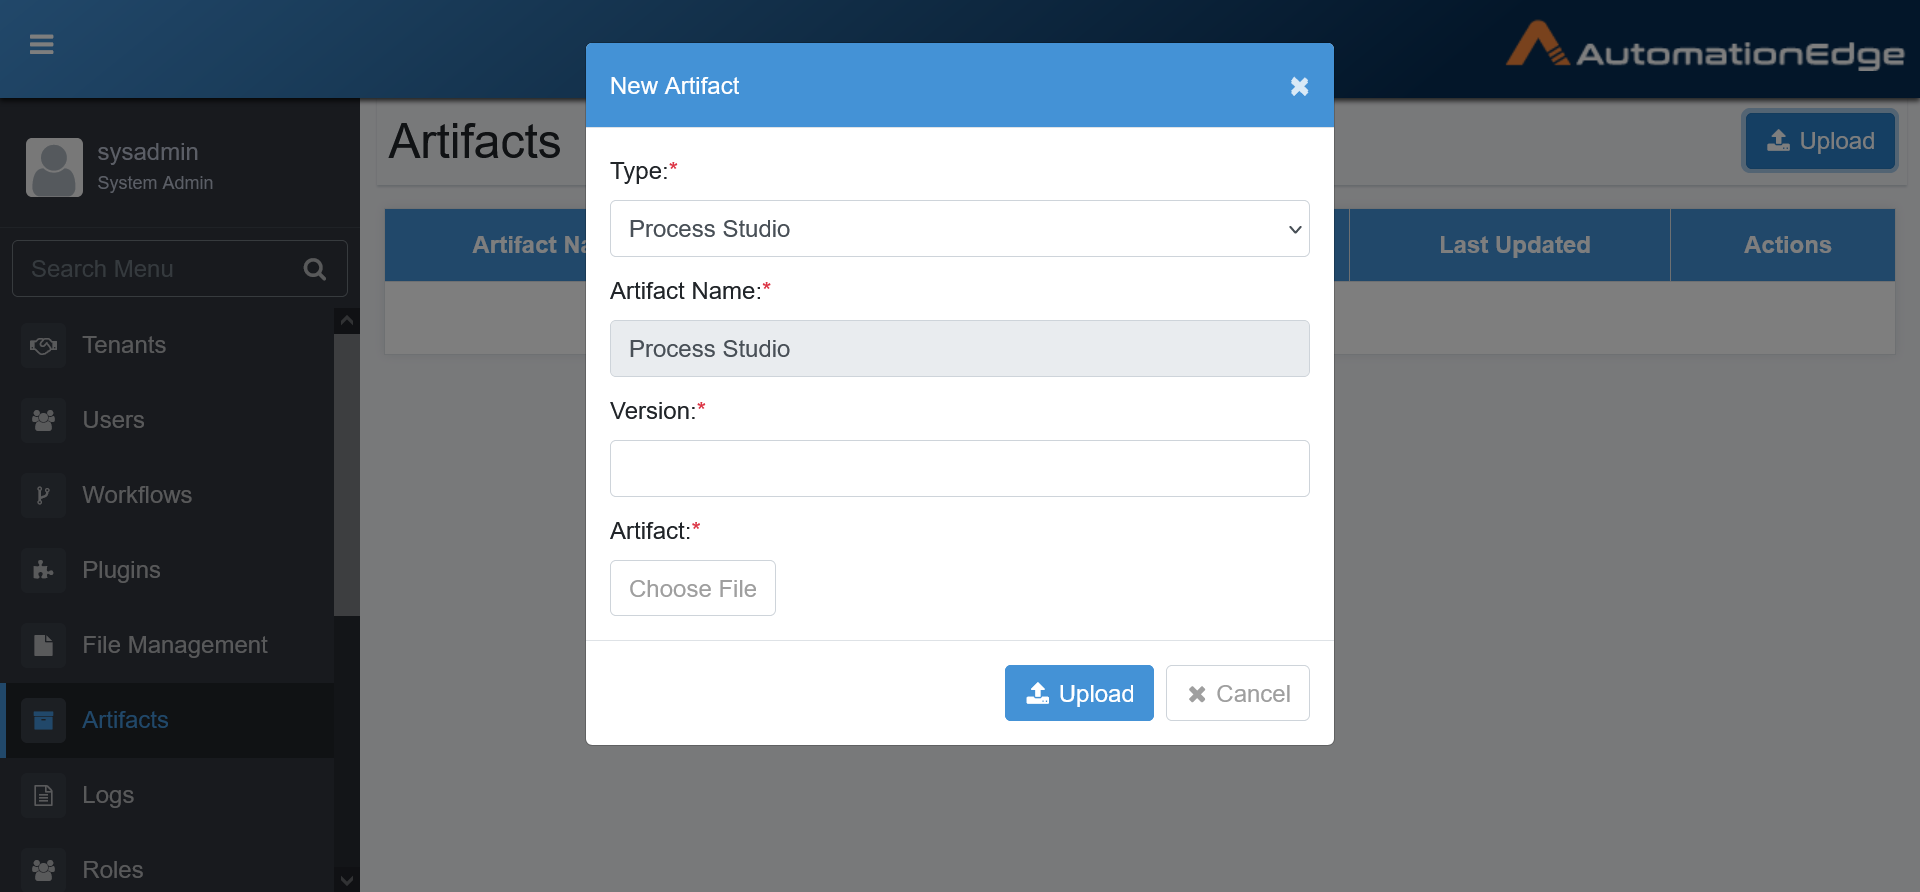 AutomationEdge
sysadmin
System Admin
Search Menu
Tenants
Users
Workflows
Plugins
File Management
Artifacts
Logs
Roles
Artifacts
Upload
Artifact Na
Last Updated
Actions
New Artifact
Type:*
Process Studio
Artifact Name:*
Process Studio
Version:*
Artifact:*
Choose File
Upload
Cancel